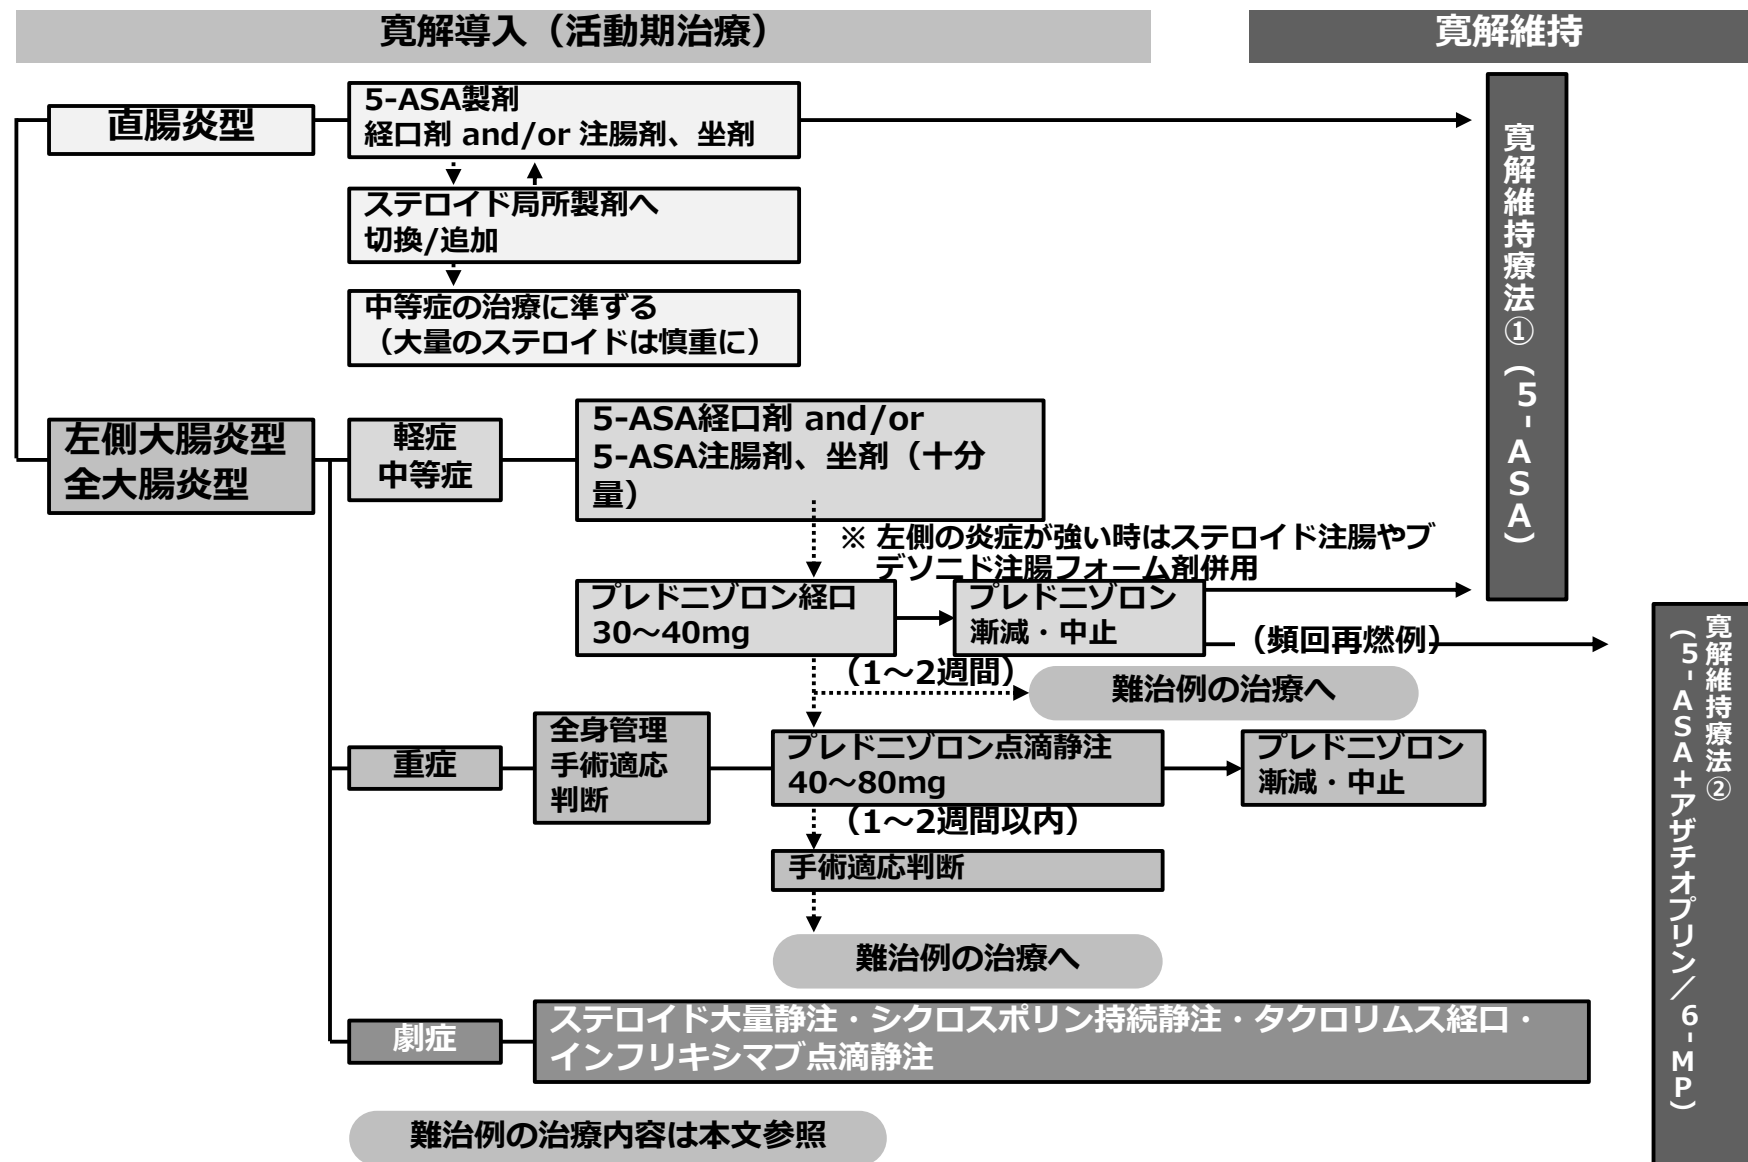 寛解導入（活動期治療）
寛解維持
直腸炎型
5-ASA製剤
経口剤 and/or 注腸剤、坐剤
ステロイド局所製剤へ
切換/追加
中等症の治療に準ずる
（大量のステロイドは慎重に）
左側大腸炎型
全大腸炎型
軽症
中等症
5-ASA経口剤 and/or
5-ASA注腸剤、坐剤（十分
量）
※ 左側の炎症が強い時はステロイド注腸やブ
デソニド注腸フォーム剤併用
プレドニゾロン経口
30～40mg
プレドニゾロン
漸減・中止
（頻回再燃例）
（1～2週間）
難治例の治療へ
重症
全身管理
手術適応
判断
プレドニゾロン点滴静注
40～80mg
プレドニゾロン
漸減・中止
（1～2週間以内）
手術適応判断
難治例の治療へ
劇症
ステロイド大量静注・シクロスポリン持続静注・タクロリムス経口・
インフリキシマブ点滴静注
難治例の治療内容は本文参照
寛解維持療法①（5-ASA）
寛解維持療法②
（5-ASA＋アザチオプリン／6-MP）